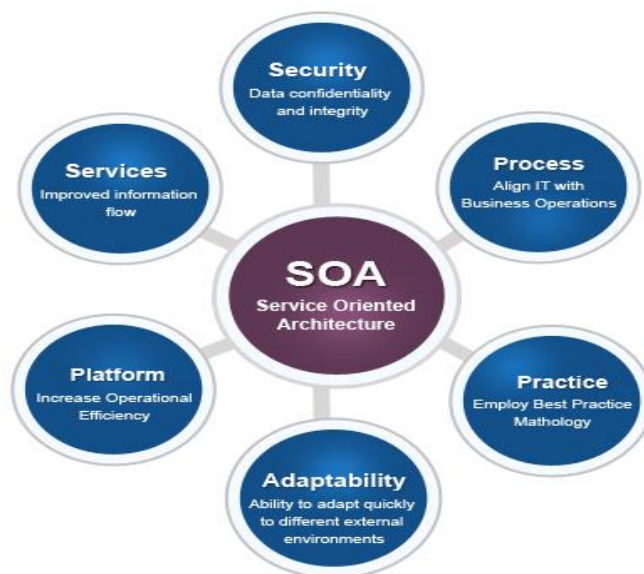 Security
Data confidentiality
and integrity
Services
Improved information
flow
Process
Align IT with
Business Operations
SOA
Service Oriented
Architecture
Platform
Increase Operational
Efficiency
Practice
Employ Best Practice
Mathology
Adaptability
Ability to adapt quickly
to different external
environments